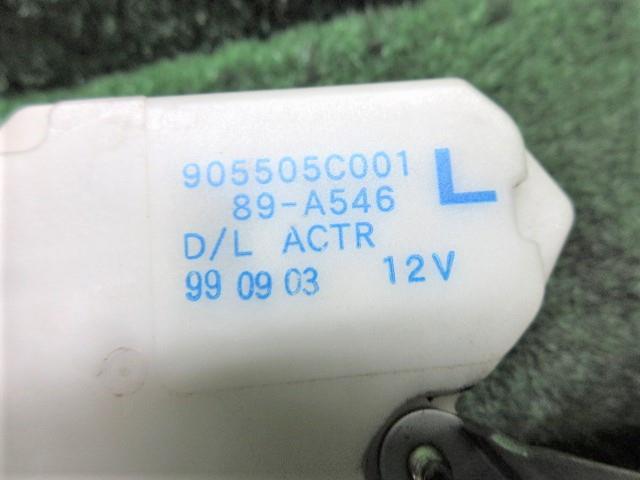 905505C001 L
89-A546
D/L ACTR
99 09 03 12V